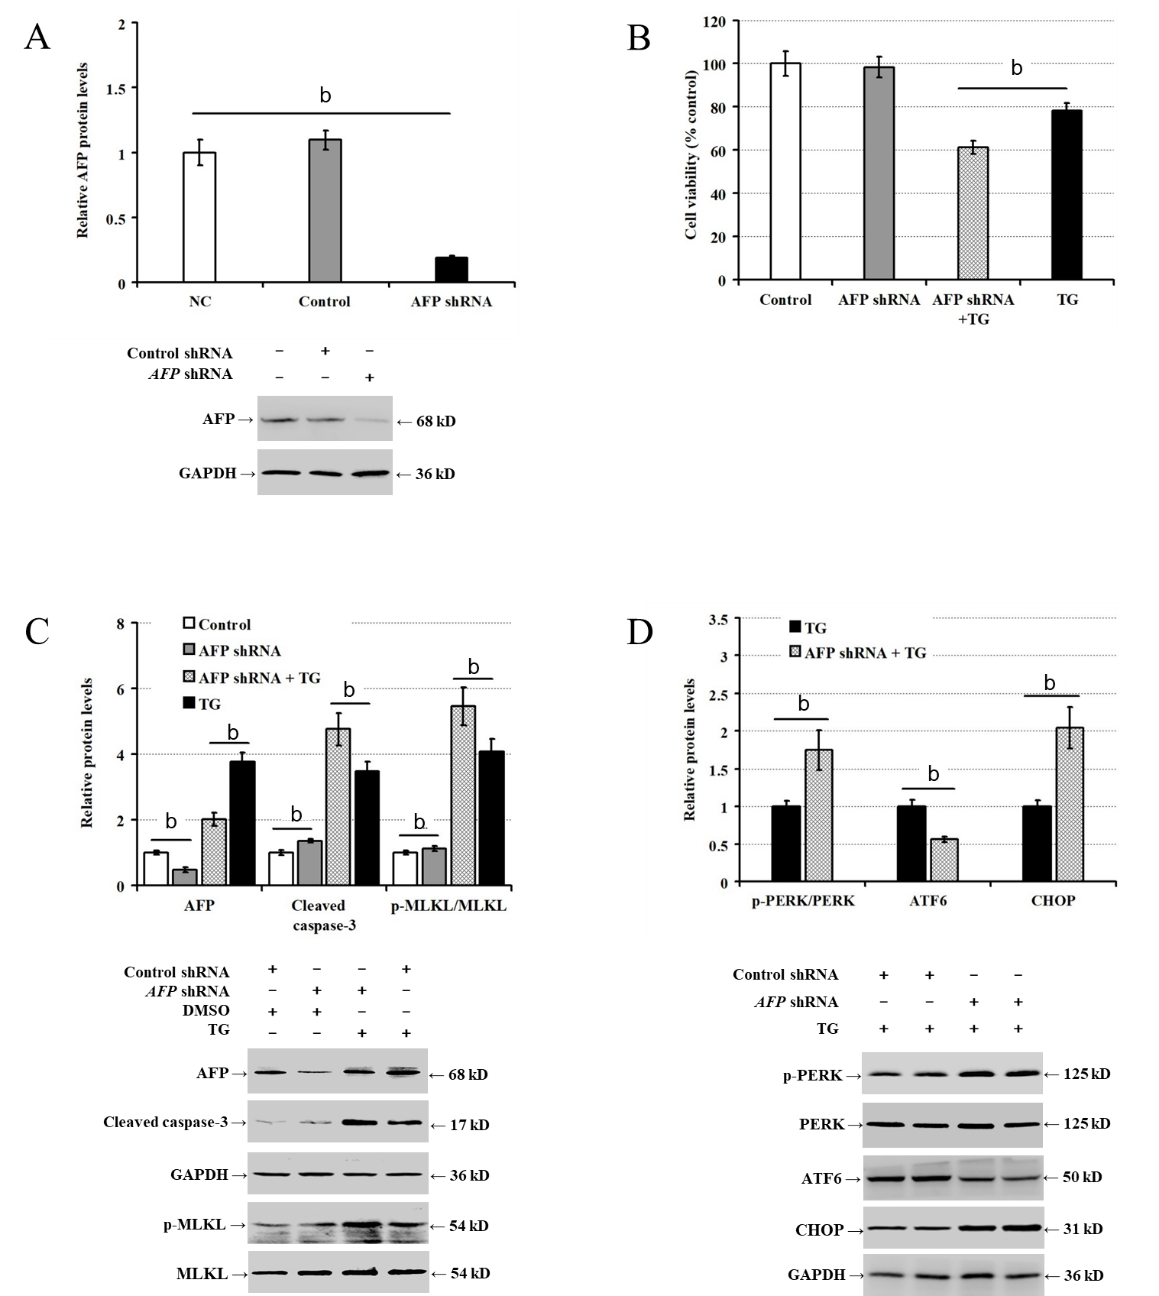 A
Relative AFP protein levels
2
1.5
1
0.5
0
b
NC Control AFP shRNA
Control shRNA − + −
AFP shRNA − − +
AFP → ← 68 kD
GAPDH → ← 36 kD
B
Cell viability (% control)
120
100
80
60
40
20
0
b
Control AFP shRNA AFP shRNA TG
+TG
C
Relative protein levels
8
6
4
2
0
Control
AFP shRNA
AFP shRNA + TG
TG
b b b b b b
AFP Cleaved p-MLKL/MLKL
caspase-3
Control shRNA + − − +
AFP shRNA − + + −
DMSO + + − −
TG − − + +
AFP → ← 68 kD
Cleaved caspase-3 → ← 17 kD
GAPDH → ← 36 kD
p-MLKL → ← 54 kD
MLKL → ← 54 kD
D
Relative protein levels
3.5
3
2.5
2
1.5
1
0.5
0
TG
AFP shRNA + TG
b b b
p-PERK/PERK ATF6 CHOP
Control shRNA + + − −
AFP shRNA − − + +
TG + + + +
p-PERK → ← 125 kD
PERK → ← 125 kD
ATF6 → ← 50 kD
CHOP → ← 31 kD
GAPDH → ← 36 kD